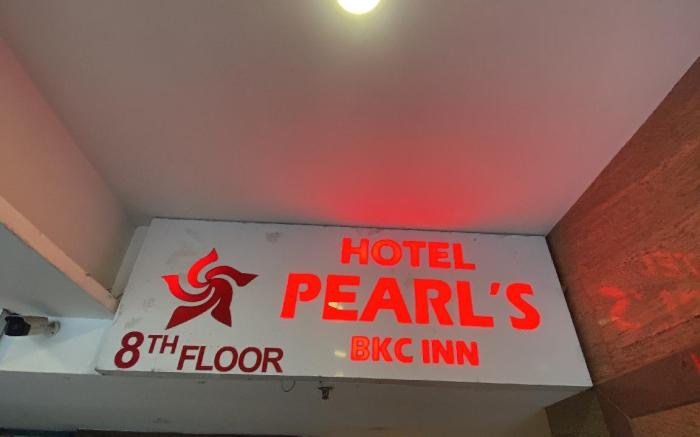 HOTEL
PEARL'S
BKC INN
8TH FLOOR